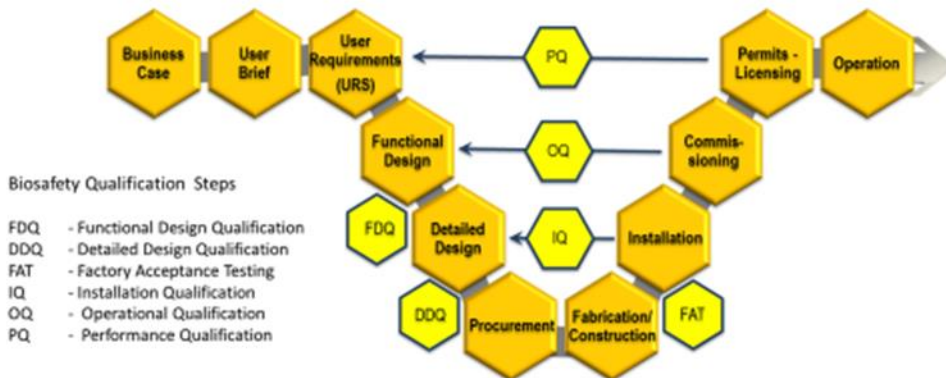 Business
Case
User
Brief
User
Requirements
(URS)
PQ
Permits -
Licensing
Operation
Functional
Design
OQ
Commis-
sioning
Biosafety Qualification Steps
FDQ - Functional Design Qualification
DDQ - Detailed Design Qualification
FAT - Factory Acceptance Testing
IQ - Installation Qualification
OQ - Operational Qualification
PQ - Performance Qualification
FDQ
Detailed
Design
IQ
Installation
DDQ
Procurement
Fabrication/
Construction
FAT